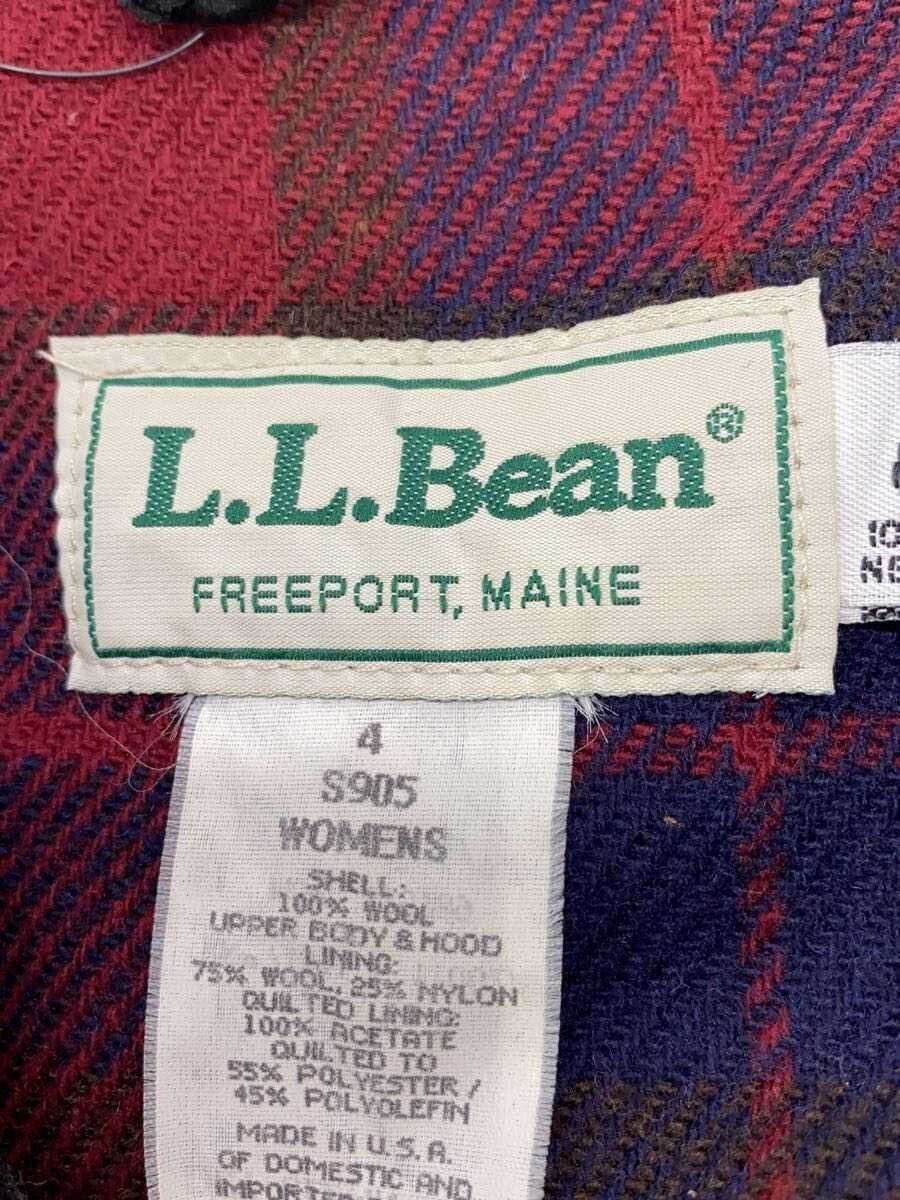 L.L.Bean®
FREEPORT, MAINE
4
S905
WOMENS
SHELL:
100% WOOL
UPPER BODY & HOOD
LINING:
75% WOOL, 25% NYLON
QUILTED LINING:
100% ACETATE
QUILTED TO
55% POLYESTER /
45% POLYOLEFIN
MADE IN U.S.A.
OF DOMESTIC AND
IMPORTED